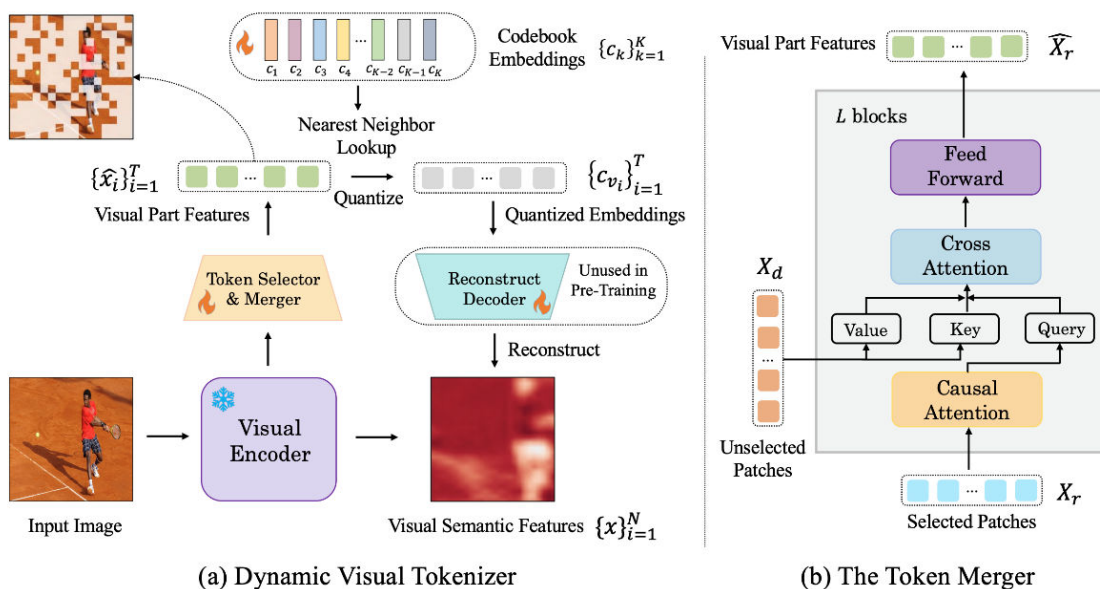 Codebook
Embeddings
{c_k}_{k=1}^K
c_1 c_2 c_3 c_4 ... c_{K-2} c_{K-1} c_K
Nearest Neighbor
Lookup
{x̂_i}_{i=1}^T
...
Quantize
...
{c_{v_i}}_{i=1}^T
Visual Part Features
Quantized Embeddings
Token Selector
& Merger
Reconstruct
Decoder
Unused in
Pre-Training
Reconstruct
Visual
Encoder
Input Image
Visual Semantic Features {x}_{i=1}^N
(a) Dynamic Visual Tokenizer
Visual Part Features
...
X̂_r
L blocks
Feed
Forward
Cross
Attention
X_d
...
Value
Key
Query
Causal
Attention
Unselected
Patches
...
X_r
Selected Patches
(b) The Token Merger